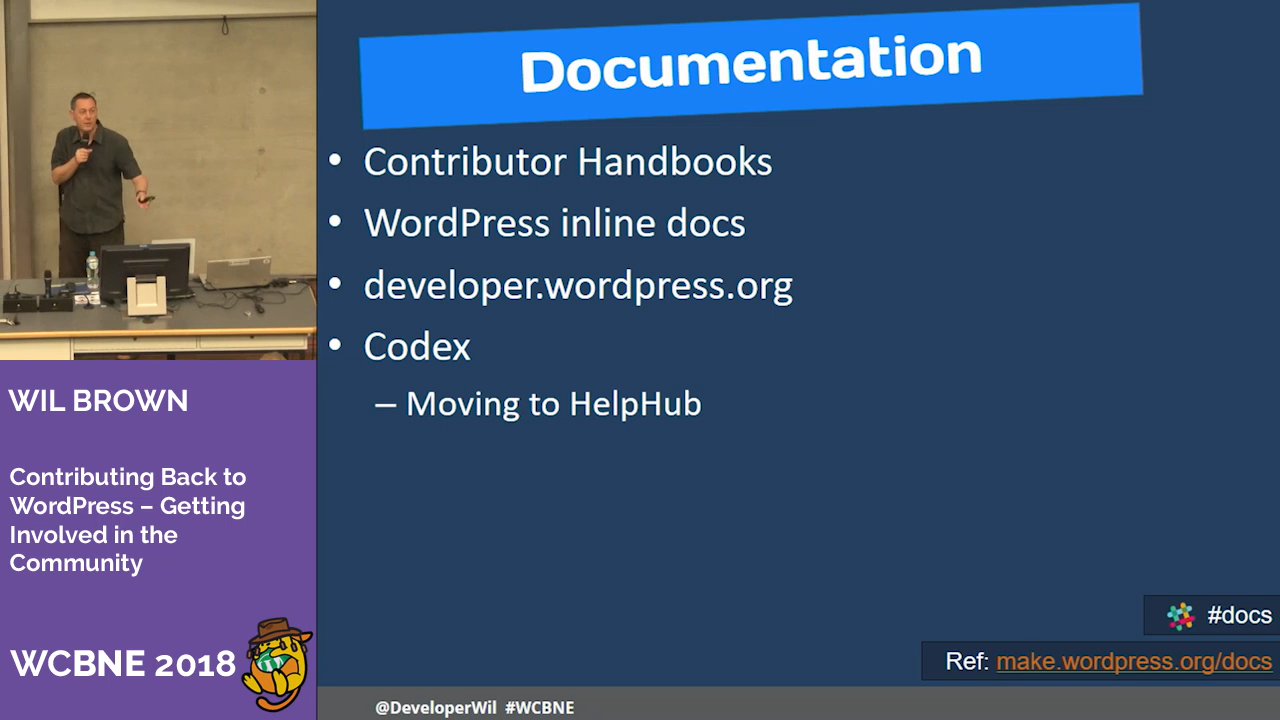 Documentation
• Contributor Handbooks
• WordPress inline docs
• developer.wordpress.org
• Codex
– Moving to HelpHub
WIL BROWN
Contributing Back to
WordPress – Getting
Involved in the
Community
WCBNE 2018
#docs
Ref: make.wordpress.org/docs
@DeveloperWil #WCBNE